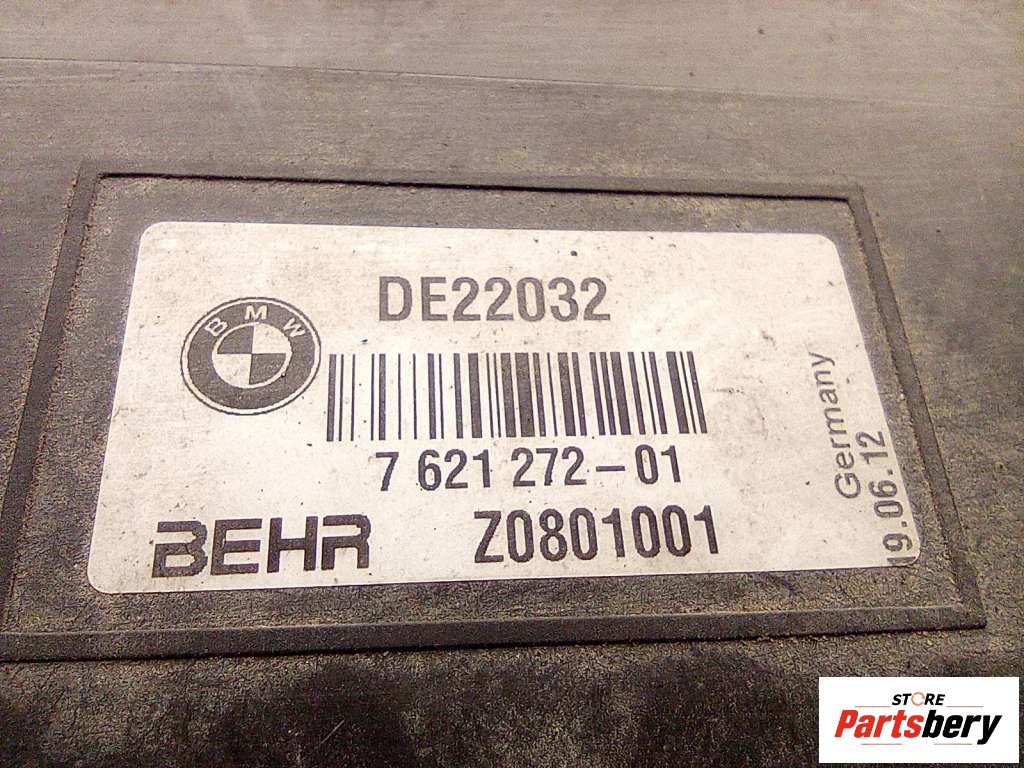 DE22032
BMW
7 621 272-01
BEHR Z0801001
Germany
19.06.12
STORE
Partsbery